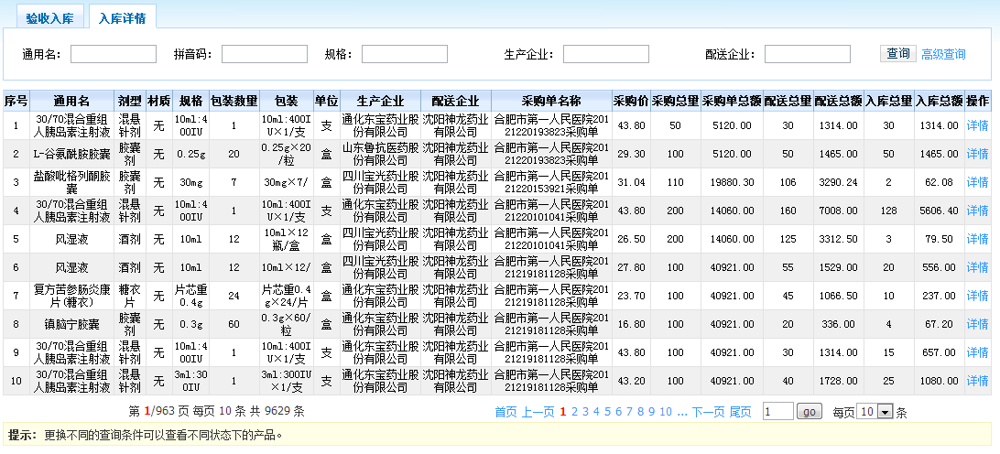 验收入库 入库详情
通用名： 拼音码： 规格： 生产企业： 配送企业： 查询 高级查询
序号 通用名 剂型 材质 规格 包装数量 包装 单位 生产企业 配送企业 采购单名称 采购价 采购总量 采购单总额 配送总量 配送总额 入库总量 入库总额 操作
1 30/70混合重组人胰岛素注射液 混悬针剂 无 10ml:400IU 1 10ml:400IU×1/支 支 通化东宝药业股份有限公司 沈阳神龙药业有限公司 合肥市第一人民医院20121220193823采购单 43.80 50 5120.00 30 1314.00 30 1314.00 详情
2 L-谷氨酰胺胶囊 胶囊剂 无 0.25g 20 0.25g×20/粒 盒 山东鲁抗医药股份有限公司 沈阳神龙药业有限公司 合肥市第一人民医院20121220193823采购单 29.30 100 5120.00 50 1465.00 50 1465.00 详情
3 盐酸吡格列酮胶囊 胶囊剂 无 30mg 7 30mg×7/ 盒 四川宝光药业股份有限公司 沈阳神龙药业有限公司 合肥市第一人民医院20121220153921采购单 31.04 110 19880.30 106 3290.24 2 62.08 详情
4 30/70混合重组人胰岛素注射液 混悬针剂 无 10ml:400IU 1 10ml:400IU×1/支 支 通化东宝药业股份有限公司 沈阳神龙药业有限公司 合肥市第一人民医院20121220101041采购单 43.80 200 14060.00 160 7008.00 128 5606.40 详情
5 风湿液 酒剂 无 10ml 12 10ml×12瓶/盒 盒 四川宝光药业股份有限公司 沈阳神龙药业有限公司 合肥市第一人民医院20121220101041采购单 26.50 200 14060.00 125 3312.50 3 79.50 详情
6 风湿液 酒剂 无 10ml 12 10ml×12/ 盒 四川宝光药业股份有限公司 沈阳神龙药业有限公司 合肥市第一人民医院20121219181128采购单 27.80 100 40921.00 55 1529.00 20 556.00 详情
7 复方苦参肠炎康片(糖衣) 糖衣片 无 片芯重0.4g 24 片芯重0.4g×24/片 盒 通化东宝药业股份有限公司 沈阳神龙药业有限公司 合肥市第一人民医院20121219181128采购单 23.70 100 40921.00 45 1066.50 10 237.00 详情
8 镇脑宁胶囊 胶囊剂 无 0.3g 60 0.3g×60/粒 盒 通化东宝药业股份有限公司 沈阳神龙药业有限公司 合肥市第一人民医院20121219181128采购单 16.80 100 40921.00 20 336.00 4 67.20 详情
9 30/70混合重组人胰岛素注射液 混悬针剂 无 10ml:400IU 1 10ml:400IU×1/支 支 通化东宝药业股份有限公司 沈阳神龙药业有限公司 合肥市第一人民医院20121219181128采购单 43.80 100 40921.00 30 1314.00 15 657.00 详情
10 30/70混合重组人胰岛素注射液 混悬针剂 无 3ml:300IU 1 3ml:300IU×1/支 支 通化东宝药业股份有限公司 沈阳神龙药业有限公司 合肥市第一人民医院20121219181128采购单 43.20 100 40921.00 40 1728.00 25 1080.00 详情
第 1/963 页 每页 10 条 共 9629 条 首页 上一页 1 2 3 4 5 6 7 8 9 10 ... 下一页 尾页 1 go 每页 10 条
提示： 更换不同的查询条件可以查看不同状态下的产品。